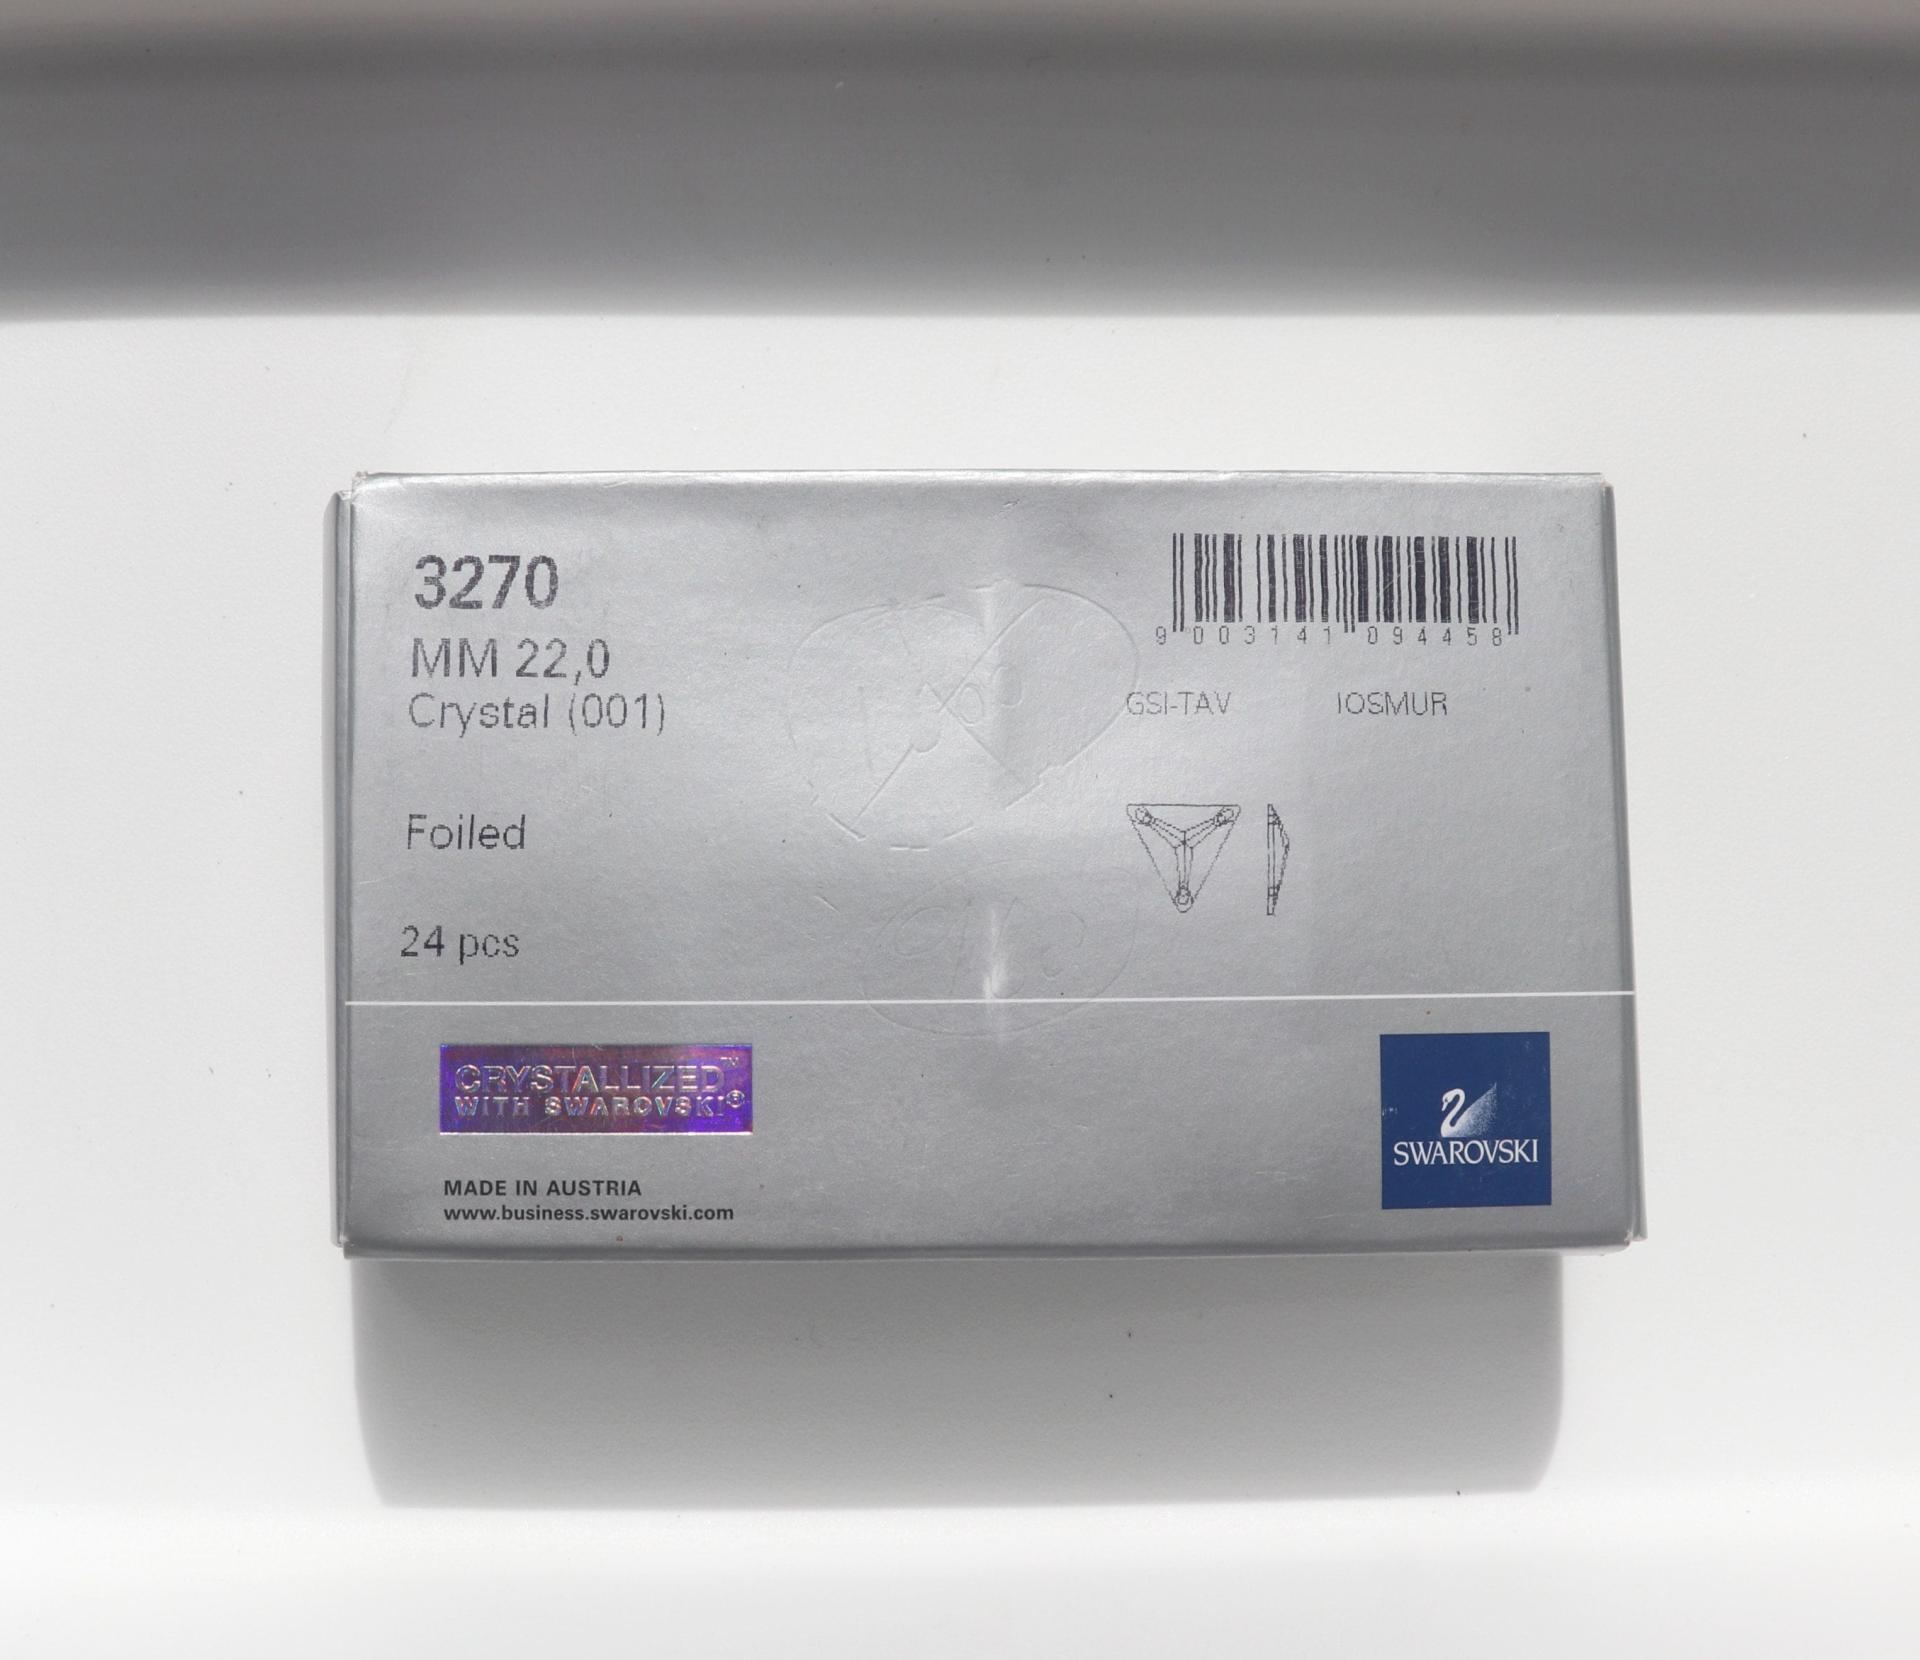 3270
MM 22,0
Crystal (001)
Foiled
24 pcs
9 003141 094458
GSI-TAV IOSMUR
CRYSTALLIZED™
WITH SWAROVSKI®
MADE IN AUSTRIA
www.business.swarovski.com
SWAROVSKI